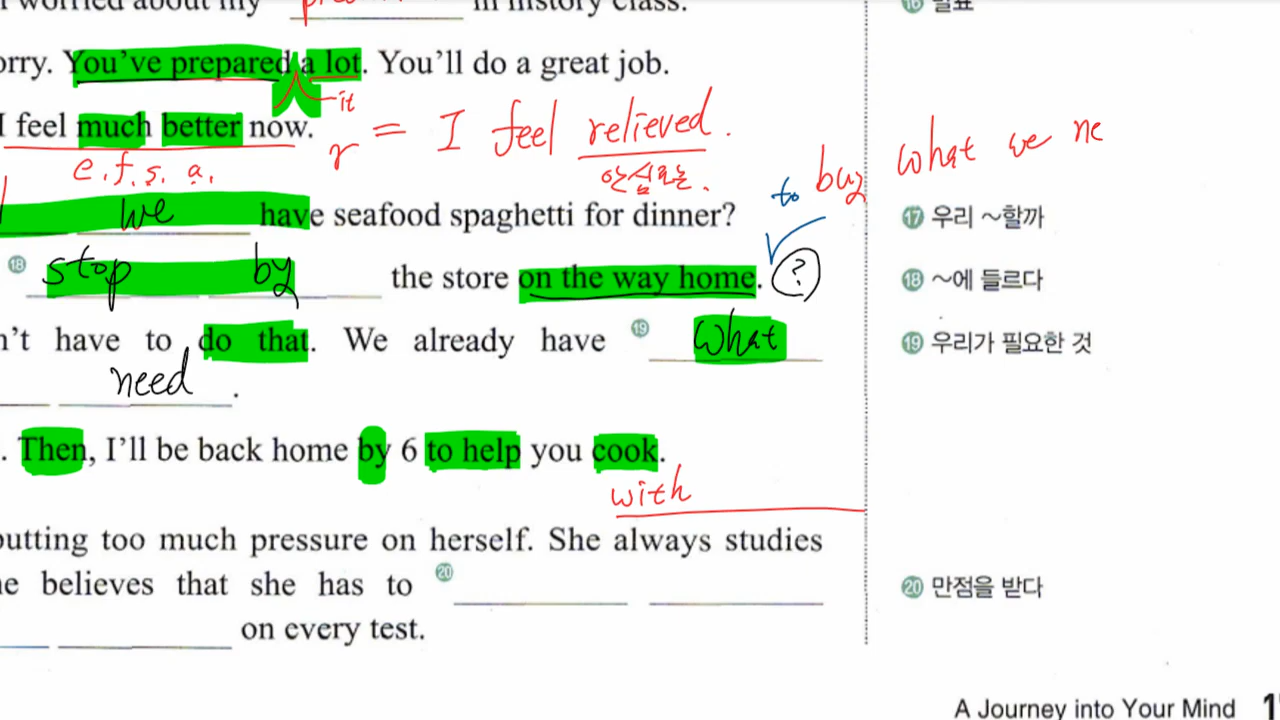 worried about my in history class.
⑯ 발표
orry. You've prepared a lot. You'll do a great job.
it
I feel much better now. r = I feel relieved.
e.f.s.a. 안심되는.
to buy what we ne
we have seafood spaghetti for dinner?
⑰ 우리 ~할까
⑱ stop by the store on the way home. ?
⑱ ~에 들르다
n't have to do that. We already have ⑲ what
⑲ 우리가 필요한 것
need .
. Then, I'll be back home by 6 to help you cook.
with
outting too much pressure on herself. She always studies
e believes that she has to ⑳
⑳ 만점을 받다
on every test.
A Journey into Your Mind 1